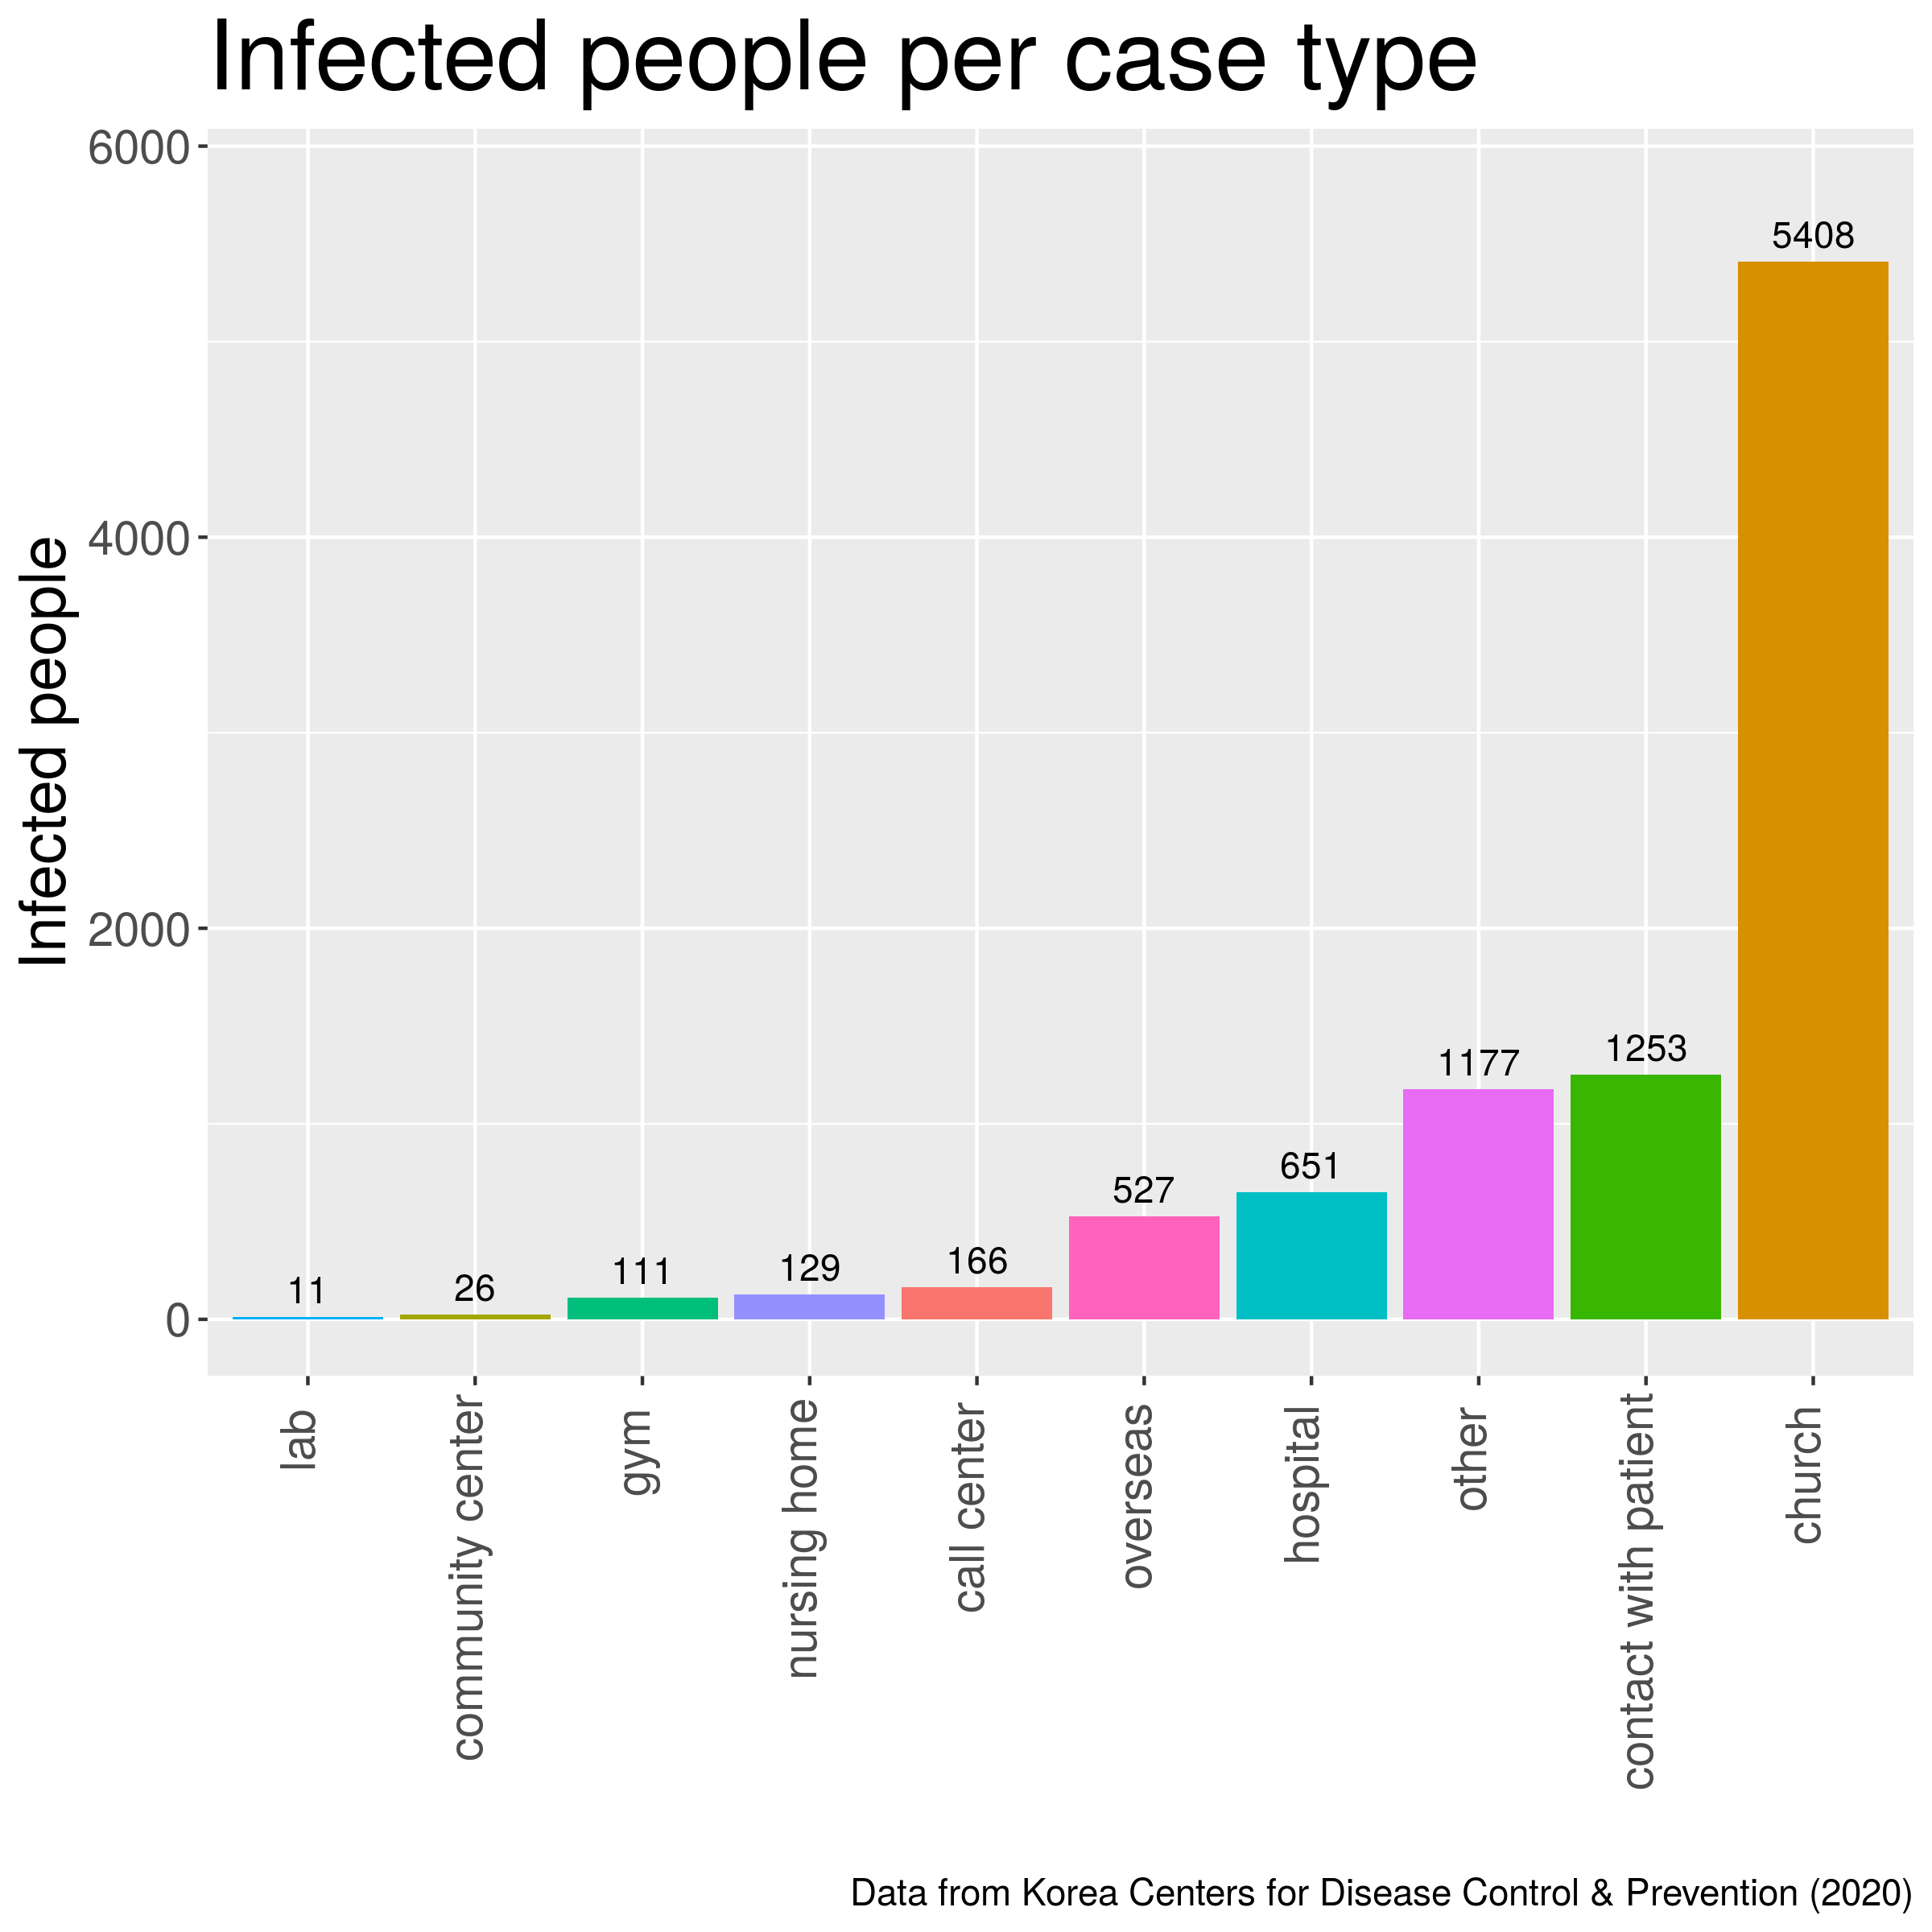 Infected people per case type
Infected people
6000
4000
2000
0
5408
1253
1177
651
527
166
129
111
26
11
lab
community center
gym
nursing home
call center
overseas
hospital
other
contact with patient
church
Data from Korea Centers for Disease Control & Prevention (2020)